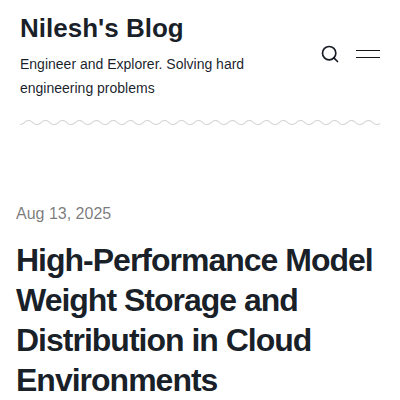 Nilesh's Blog
Engineer and Explorer. Solving hard
engineering problems
Aug 13, 2025
High-Performance Model
Weight Storage and
Distribution in Cloud
Environments